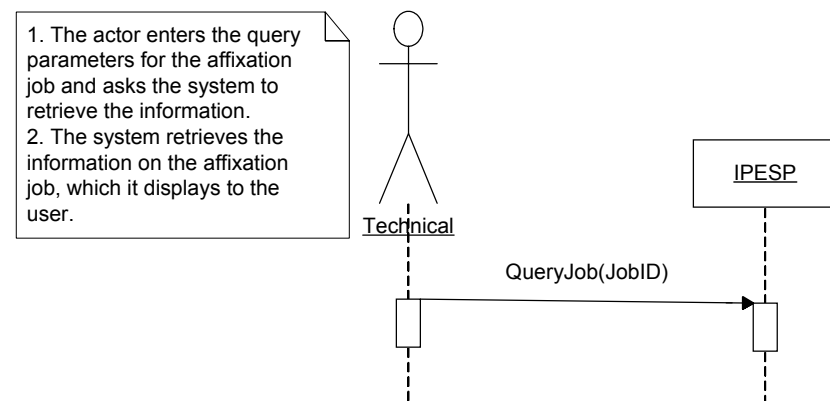 1. The actor enters the query
parameters for the affixation
job and asks the system to
retrieve the information.
2. The system retrieves the
information on the affixation
job, which it displays to the
user.
Technical
IPESP
QueryJob(JobID)